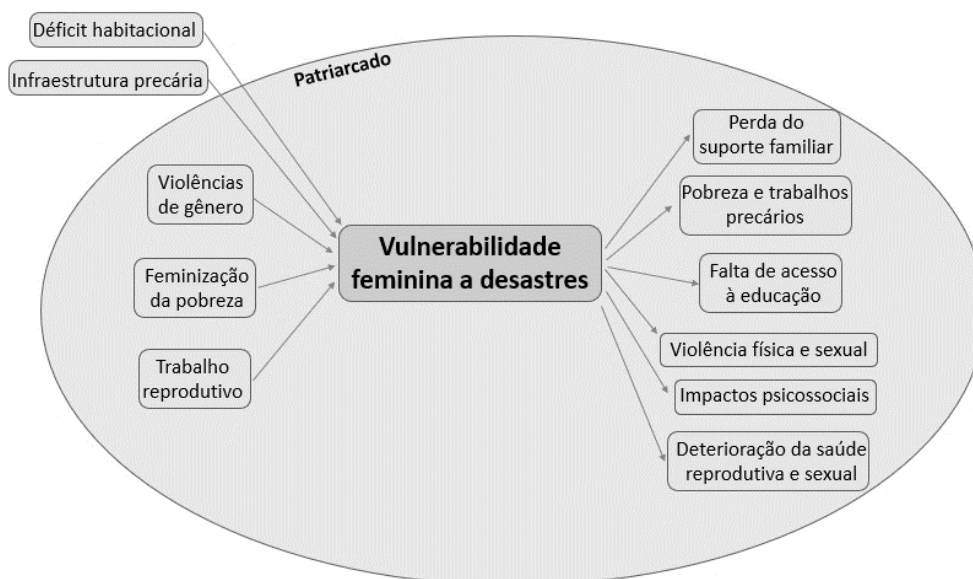 Déficit habitacional
Infraestrutura precária
Patriarcado
Violências
de gênero
Feminização
da pobreza
Trabalho
reprodutivo
Vulnerabilidade
feminina a desastres
Perda do
suporte familiar
Pobreza e trabalhos
precários
Falta de acesso
à educação
Violência física e sexual
Impactos psicossociais
Deterioração da saúde
reprodutiva e sexual